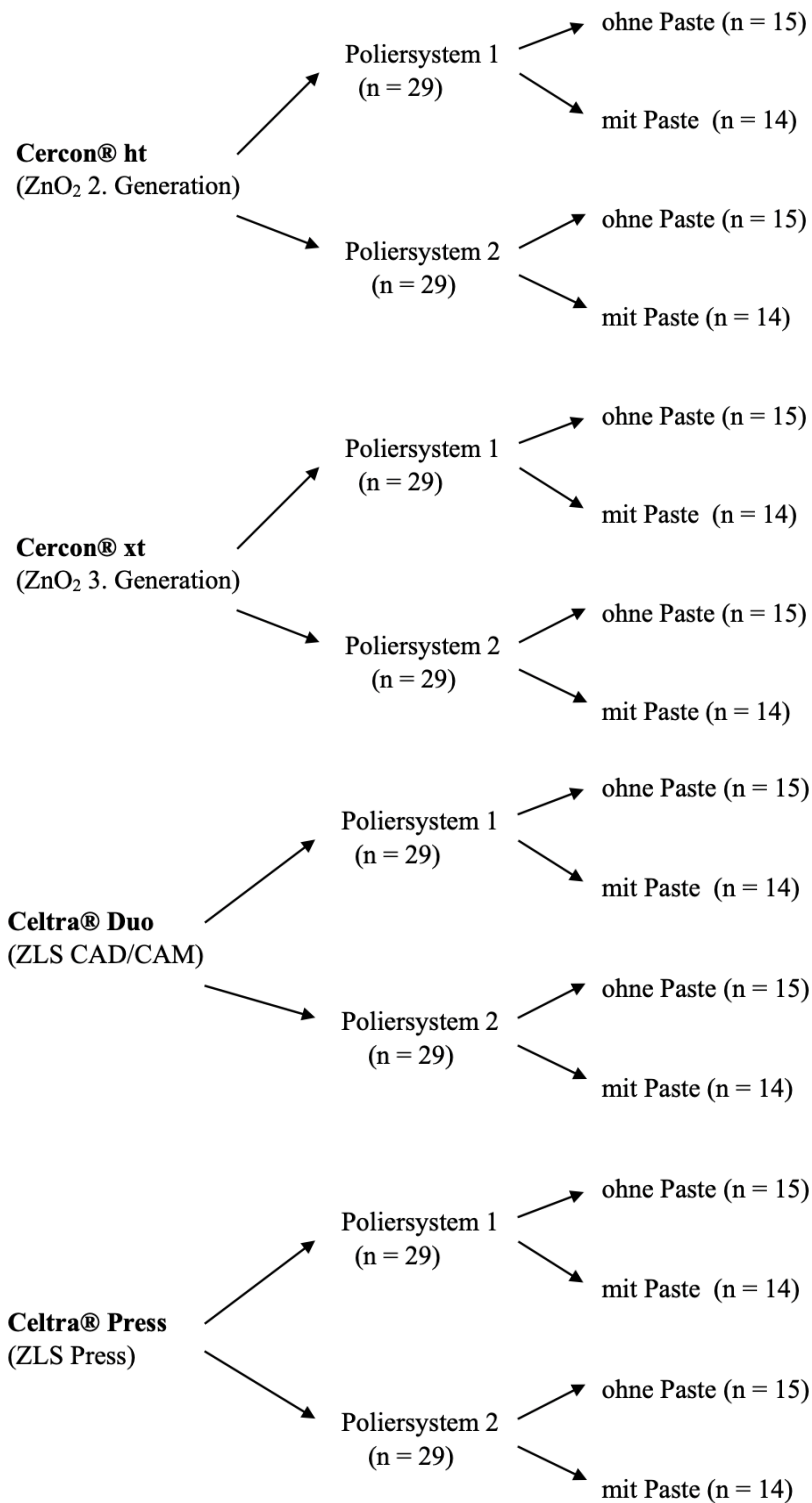 ohne Paste (n = 15)
Poliersystem 1
(n = 29)
mit Paste (n = 14)
Cercon® ht
(ZnO₂ 2. Generation)
ohne Paste (n = 15)
Poliersystem 2
(n = 29)
mit Paste (n = 14)
ohne Paste (n = 15)
Poliersystem 1
(n = 29)
mit Paste (n = 14)
Cercon® xt
(ZnO₂ 3. Generation)
ohne Paste (n = 15)
Poliersystem 2
(n = 29)
mit Paste (n = 14)
ohne Paste (n = 15)
Poliersystem 1
(n = 29)
mit Paste (n = 14)
Celtra® Duo
(ZLS CAD/CAM)
ohne Paste (n = 15)
Poliersystem 2
(n = 29)
mit Paste (n = 14)
ohne Paste (n = 15)
Poliersystem 1
(n = 29)
mit Paste (n = 14)
Celtra® Press
(ZLS Press)
ohne Paste (n = 15)
Poliersystem 2
(n = 29)
mit Paste (n = 14)